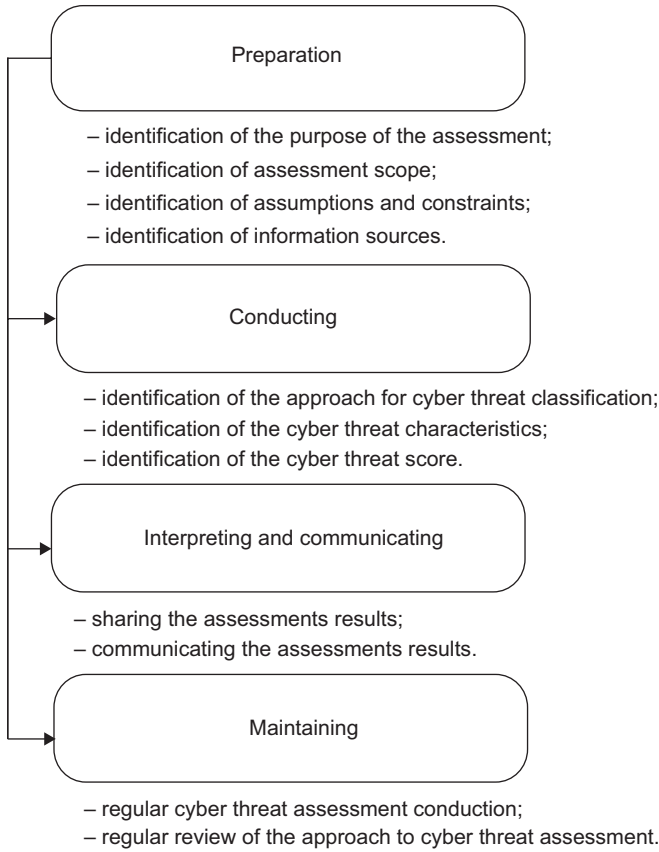 Preparation
– identification of the purpose of the assessment;
– identification of assessment scope;
– identification of assumptions and constraints;
– identification of information sources.
Conducting
– identification of the approach for cyber threat classification;
– identification of the cyber threat characteristics;
– identification of the cyber threat score.
Interpreting and communicating
– sharing the assessments results;
– communicating the assessments results.
Maintaining
– regular cyber threat assessment conduction;
– regular review of the approach to cyber threat assessment.